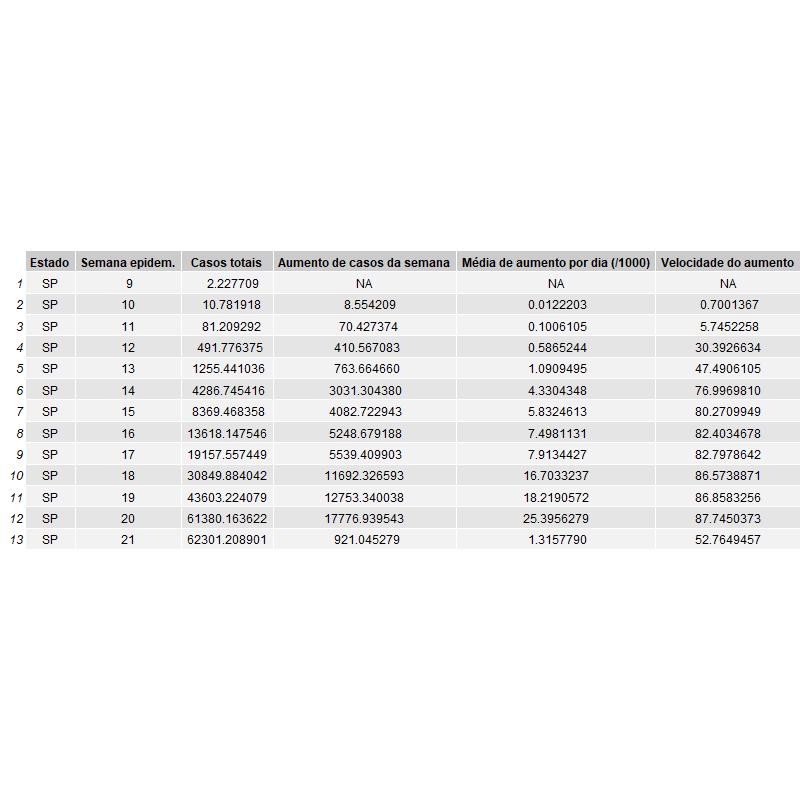 Estado Semana epidem. Casos totais Aumento de casos da semana Média de aumento por dia (/1000) Velocidade do aumento
1 SP 9 2.227709 NA NA NA
2 SP 10 10.781918 8.554209 0.0122203 0.7001367
3 SP 11 81.209292 70.427374 0.1006105 5.7452258
4 SP 12 491.776375 410.567083 0.5865244 30.3926634
5 SP 13 1255.441036 763.664660 1.0909495 47.4906105
6 SP 14 4286.745416 3031.304380 4.3304348 76.9969810
7 SP 15 8369.468358 4082.722943 5.8324613 80.2709949
8 SP 16 13618.147546 5248.679188 7.4981131 82.4034678
9 SP 17 19157.557449 5539.409903 7.9134427 82.7978642
10 SP 18 30849.884042 11692.326593 16.7033237 86.5738871
11 SP 19 43603.224079 12753.340038 18.2190572 86.8583256
12 SP 20 61380.163622 17776.939543 25.3956279 87.7450373
13 SP 21 62301.208901 921.045279 1.3157790 52.7649457